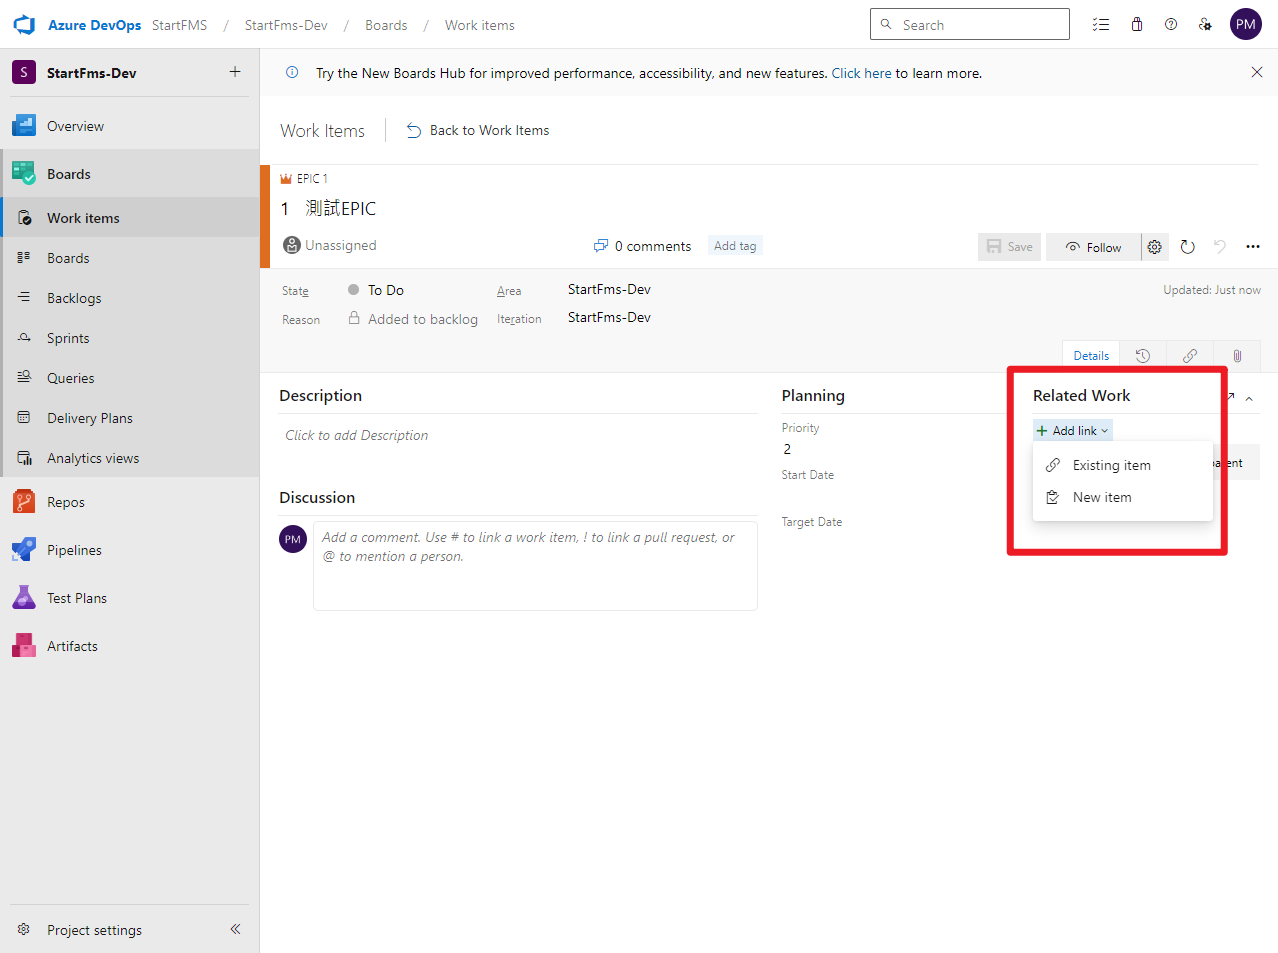 Azure DevOps StartFMS / StartFms-Dev / Boards / Work items
Search
PM
S StartFms-Dev
Try the New Boards Hub for improved performance, accessibility, and new features. Click here to learn more.
Overview
Boards
Work items
Boards
Backlogs
Sprints
Queries
Delivery Plans
Analytics views
Repos
Pipelines
Test Plans
Artifacts
Project settings
Work Items
Back to Work Items
EPIC 1
1 測試EPIC
Unassigned
0 comments
Add tag
Save
Follow
State
To Do
Area
StartFms-Dev
Updated: Just now
Reason
Added to backlog
Iteration
StartFms-Dev
Details
Description
Click to add Description
Discussion
PM
Add a comment. Use # to link a work item, ! to link a pull request, or
@ to mention a person.
Planning
Priority
2
Start Date
Target Date
Related Work
Add link
Existing item
New item